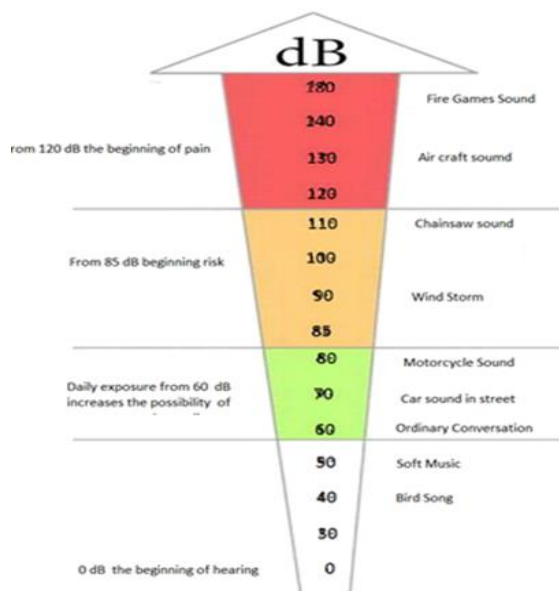 dB
180
Fire Games Sound
240
rom 120 dB the beginning of pain
130
Air craft soumd
120
110
Chainsaw sound
From 85 dB beginning risk
100
90
Wind Storm
85
80
Motorcycle Sound
Daily exposure from 60 dB
increases the possibility of
70
Car sound in street
60
Ordinary Conversation
50
Soft Music
40
Bird Song
30
0 dB the beginning of hearing
0